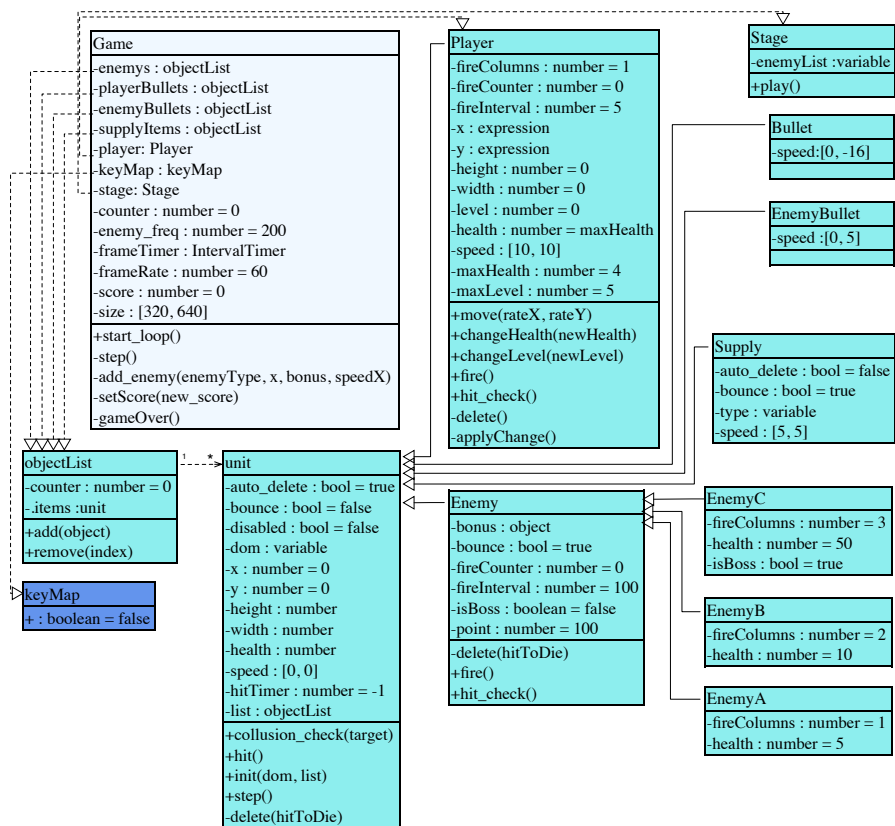 Game
-enemys : objectList
-playerBullets : objectList
-enemyBullets : objectList
-supplyItems : objectList
-player: Player
-keyMap : keyMap
-stage: Stage
-counter : number = 0
-enemy_freq : number = 200
-frameTimer : IntervalTimer
-frameRate : number = 60
-score : number = 0
-size : [320, 640]
+start_loop()
-step()
-add_enemy(enemyType, x, bonus, speedX)
-setScore(new_score)
-gameOver()
Player
-fireColumns : number = 1
-fireCounter : number = 0
-fireInterval : number = 5
-x : expression
-y : expression
-height : number = 0
-width : number = 0
-level : number = 0
-health : number = maxHealth
-speed : [10, 10]
-maxHealth : number = 4
-maxLevel : number = 5
+move(rateX, rateY)
+changeHealth(newHealth)
+changeLevel(newLevel)
+fire()
+hit_check()
-delete()
-applyChange()
Stage
-enemyList :variable
+play()
Bullet
-speed:[0, -16]
EnemyBullet
-speed :[0, 5]
Supply
-auto_delete : bool = false
-bounce : bool = true
-type : variable
-speed : [5, 5]
objectList
-counter : number = 0
-.items :unit
+add(object)
+remove(index)
1
*
keyMap
+ : boolean = false
unit
-auto_delete : bool = true
-bounce : bool = false
-disabled : bool = false
-dom : variable
-x : number = 0
-y : number = 0
-height : number
-width : number
-health : number
-speed : [0, 0]
-hitTimer : number = -1
-list : objectList
+collusion_check(target)
+hit()
+init(dom, list)
+step()
-delete(hitToDie)
Enemy
-bonus : object
-bounce : bool = true
-fireCounter : number = 0
-fireInterval : number = 100
-isBoss : boolean = false
-point : number = 100
-delete(hitToDie)
+fire()
+hit_check()
EnemyC
-fireColumns : number = 3
-health : number = 50
-isBoss : bool = true
EnemyB
-fireColumns : number = 2
-health : number = 10
EnemyA
-fireColumns : number = 1
-health : number = 5